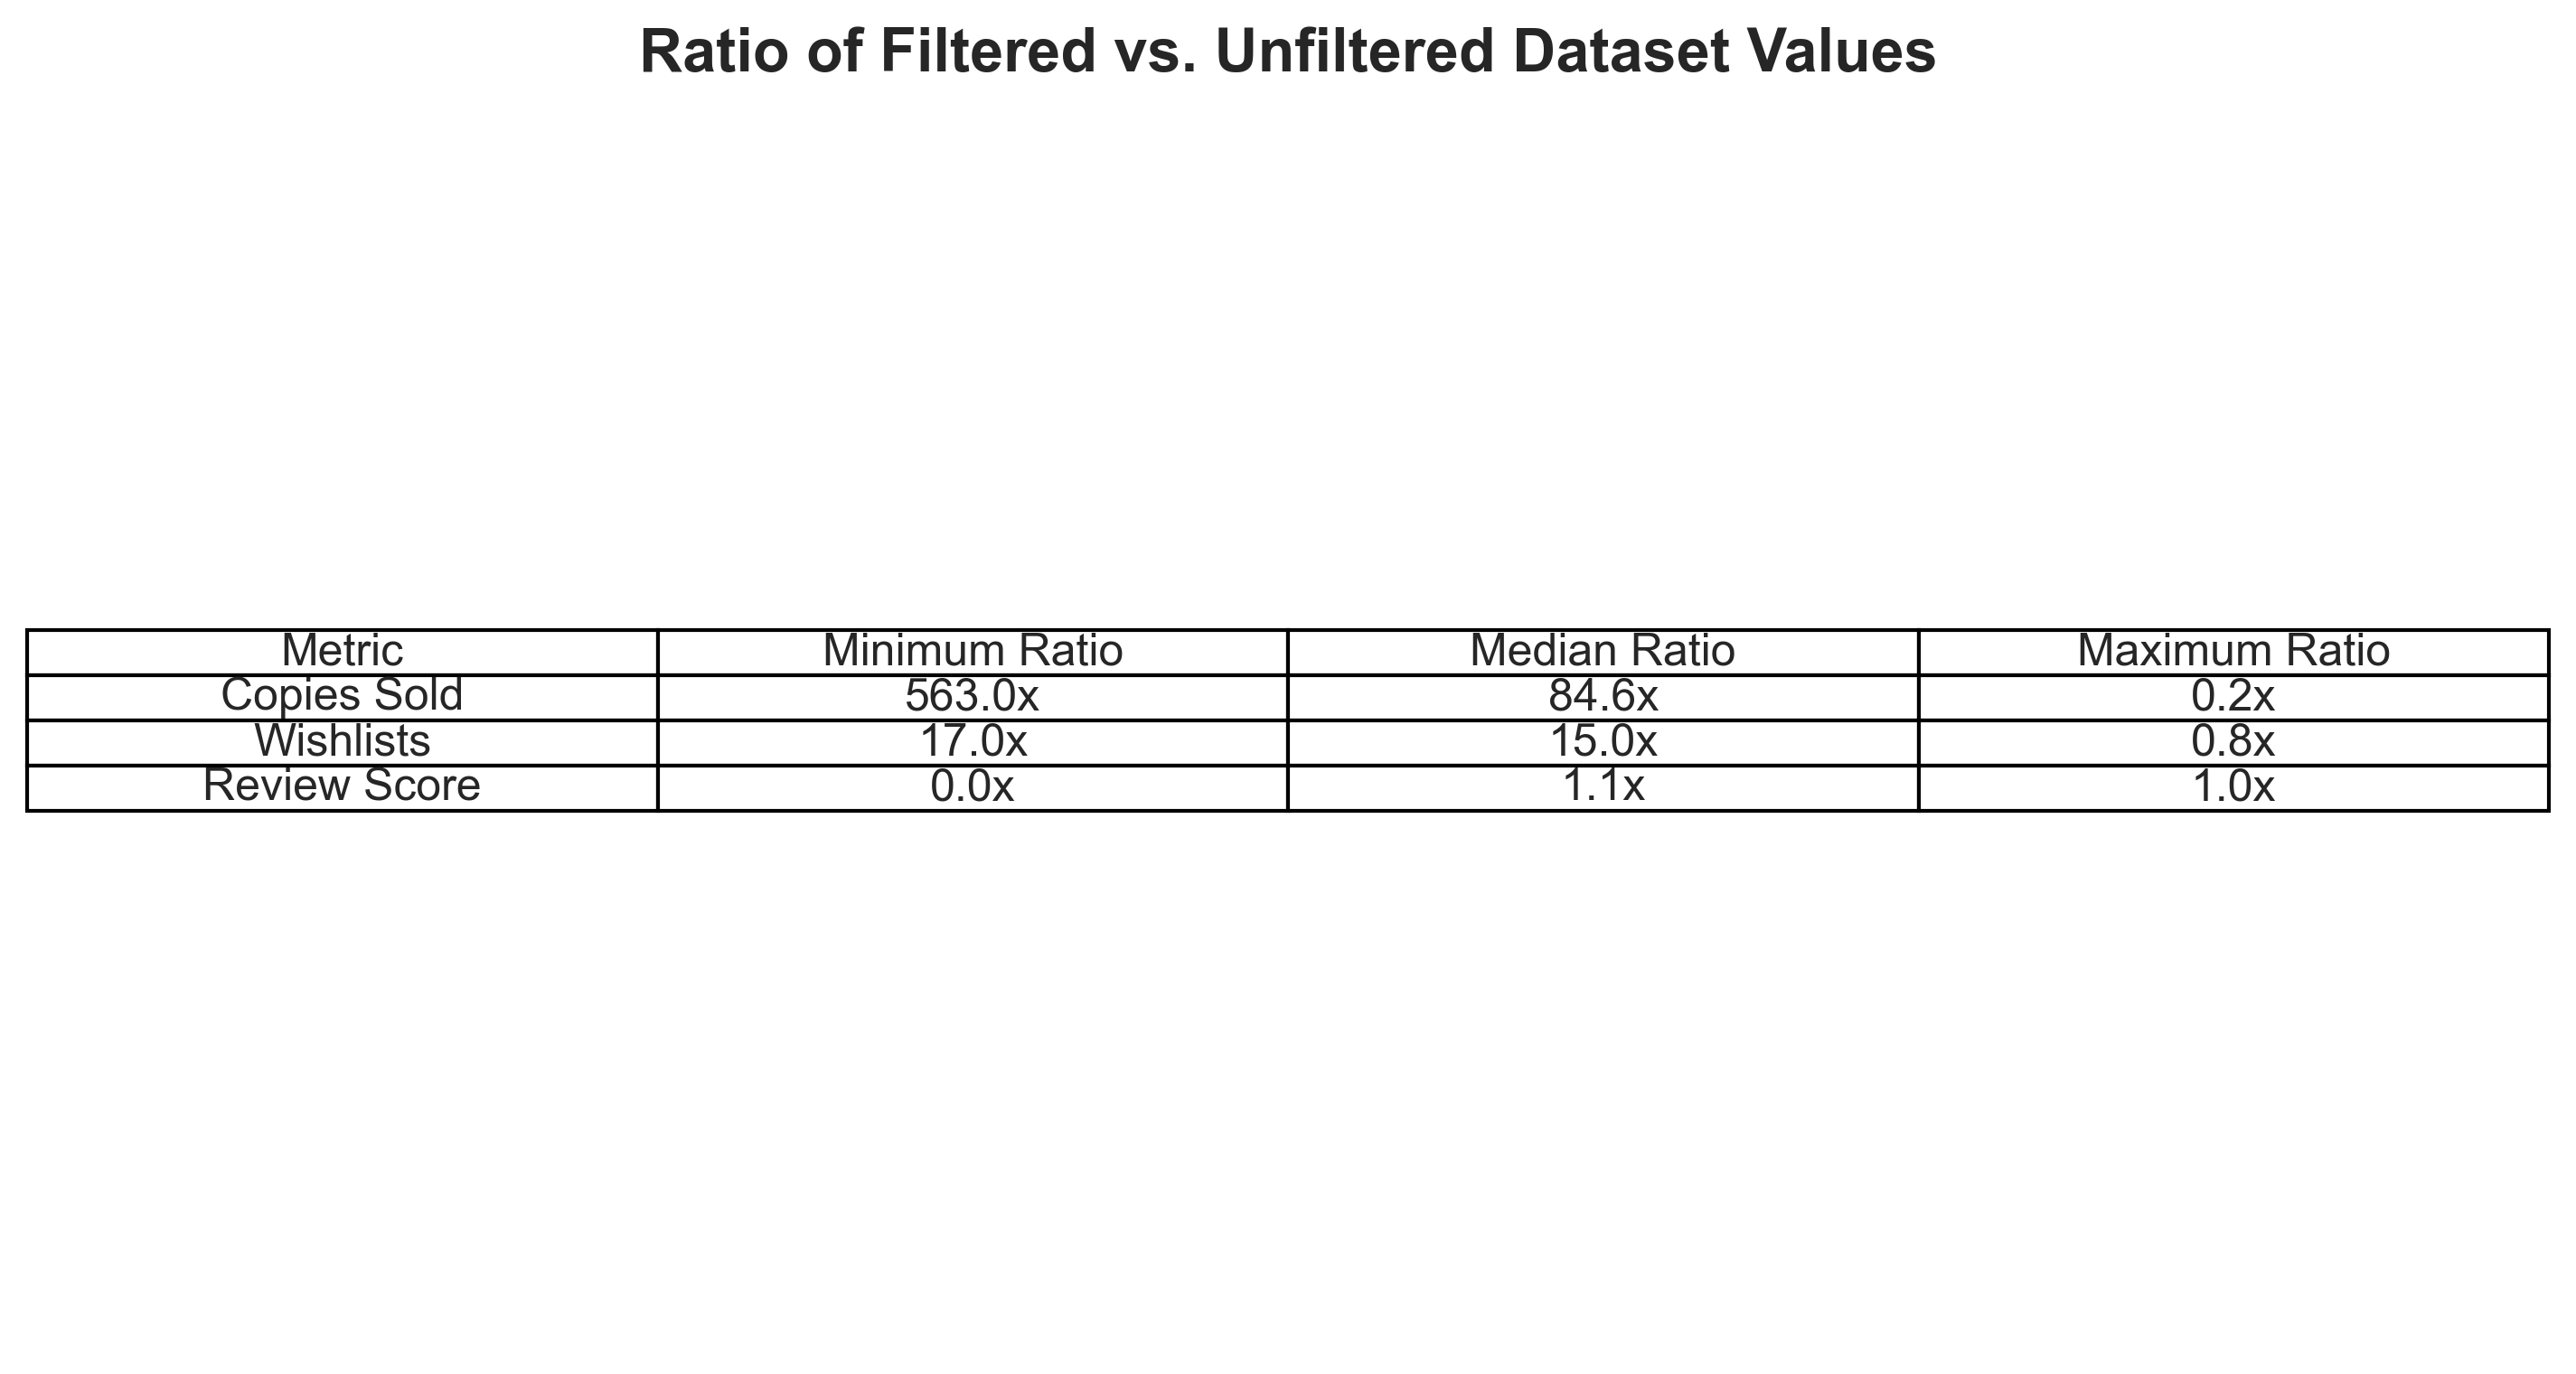 Ratio of Filtered vs. Unfiltered Dataset Values
Metric Minimum Ratio Median Ratio Maximum Ratio
Copies Sold 563.0x 84.6x 0.2x
Wishlists 17.0x 15.0x 0.8x
Review Score 0.0x 1.1x 1.0x